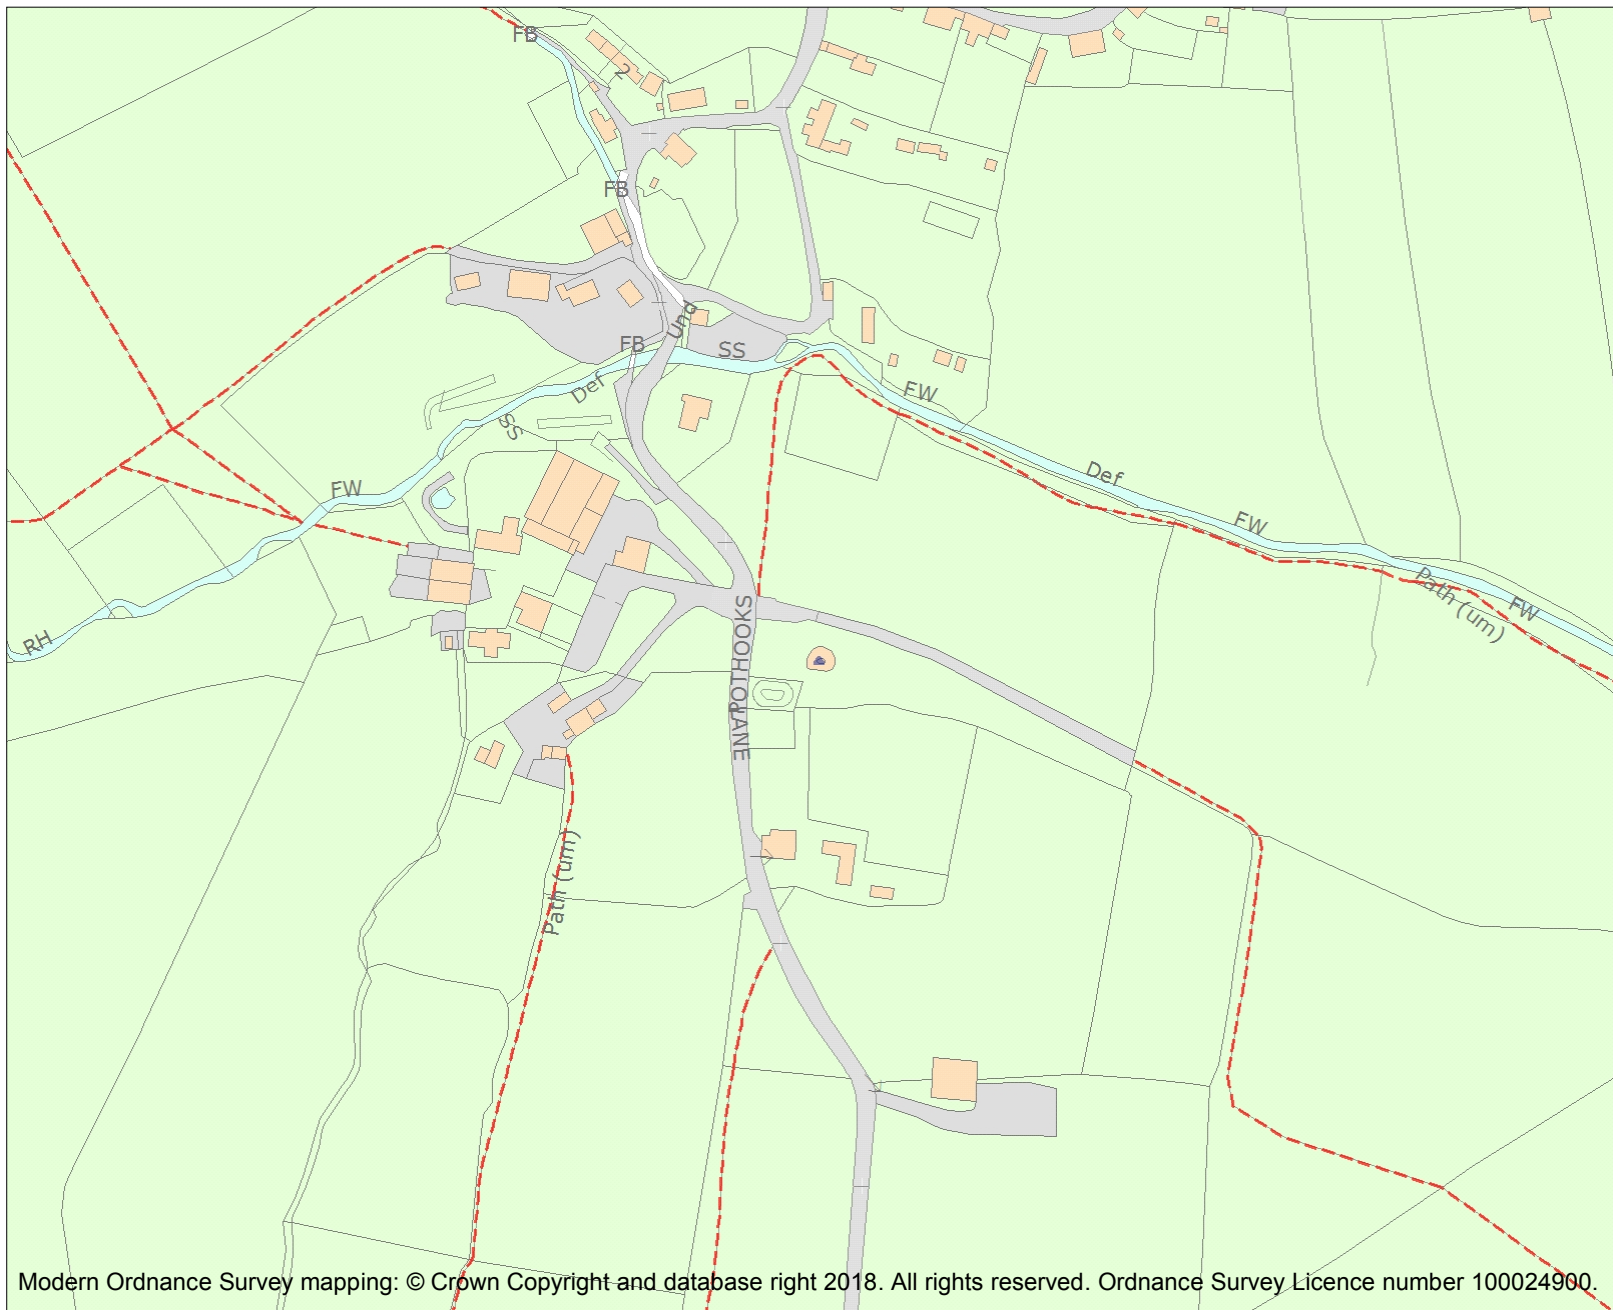 FB
2
FB
Und
FB
SS
Def
FW
SS
Def
FW
FW
Path (um)
FW
RH
POTHOOKS
LANE
Path (um)
Modern Ordnance Survey mapping: © Crown Copyright and database right 2018. All rights reserved. Ordnance Survey Licence number 100024900.